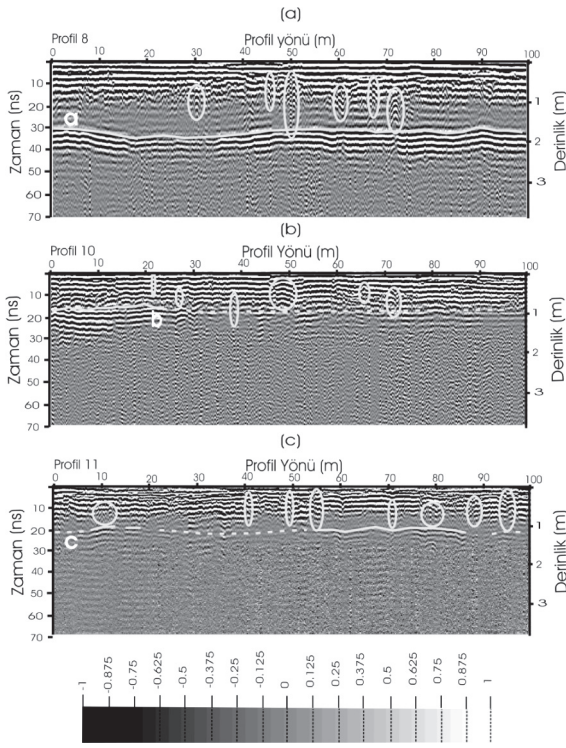 (a)
Profil 8
Profil yönü (m)
0 10 20 30 40 50 60 70 80 90 100
Zaman (ns)
10
20
30
40
50
60
70
a
Derinlik (m)
1
2
3
(b)
Profil 10
Profil Yönü (m)
0 10 20 30 40 50 60 70 80 90 100
Zaman (ns)
10
20
30
40
50
60
70
b
Derinlik (m)
1
2
3
(c)
Profil 11
Profil Yönü (m)
0 10 20 30 40 50 60 70 80 90 100
Zaman (ns)
10
20
30
40
50
60
70
c
Derinlik (m)
1
2
3
-1 -0.875 -0.75 -0.625 -0.5 -0.375 -0.25 -0.125 0 0.125 0.25 0.375 0.5 0.625 0.75 0.875 1